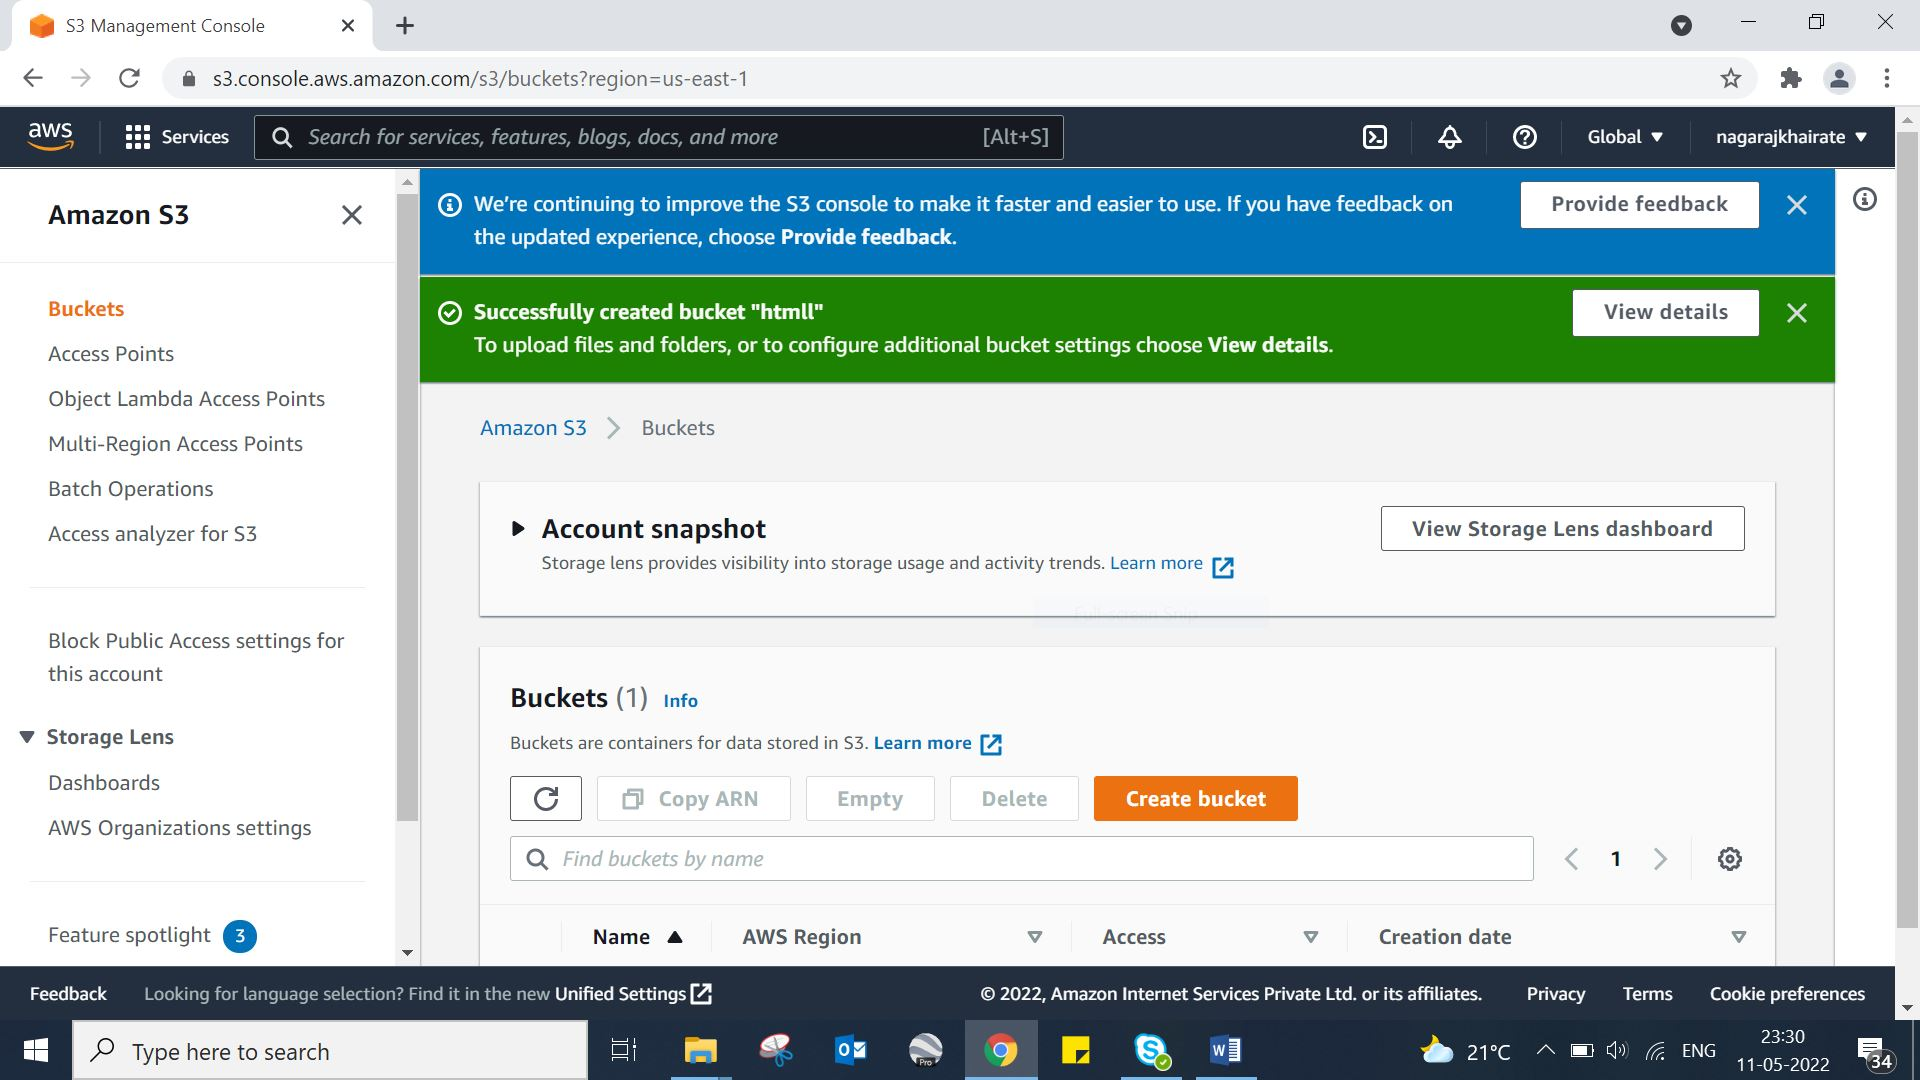 S3 Management Console
s3.console.aws.amazon.com/s3/buckets?region=us-east-1
aws
Services
Search for services, features, blogs, docs, and more
[Alt+S]
Global
nagarajkhairate
Amazon S3
Buckets
Access Points
Object Lambda Access Points
Multi-Region Access Points
Batch Operations
Access analyzer for S3
Block Public Access settings for
this account
Storage Lens
Dashboards
AWS Organizations settings
Feature spotlight 3
We're continuing to improve the S3 console to make it faster and easier to use. If you have feedback on
the updated experience, choose Provide feedback.
Provide feedback
Successfully created bucket "htmll"
To upload files and folders, or to configure additional bucket settings choose View details.
View details
Amazon S3
Buckets
Account snapshot
Storage lens provides visibility into storage usage and activity trends. Learn more
View Storage Lens dashboard
Full-screen Snip
Buckets (1) Info
Buckets are containers for data stored in S3. Learn more
Copy ARN
Empty
Delete
Create bucket
Find buckets by name
1
Name
AWS Region
Access
Creation date
Feedback
Looking for language selection? Find it in the new Unified Settings
© 2022, Amazon Internet Services Private Ltd. or its affiliates.
Privacy
Terms
Cookie preferences
Type here to search
Pro
21°C
ENG
23:30
11-05-2022
34